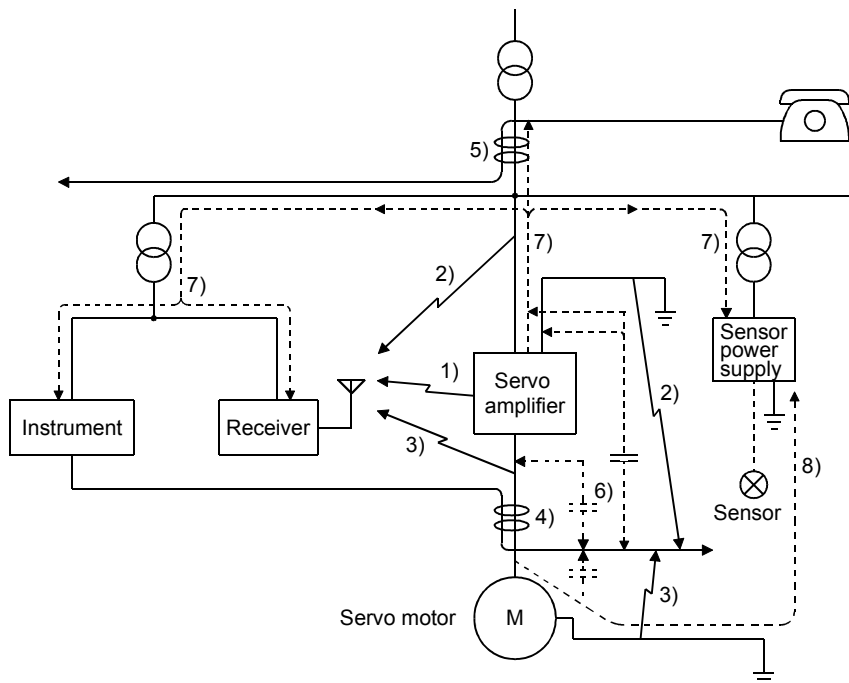 5)
2)
7)
7)
7)
1)
Servo
amplifier
Sensor
power
supply
2)
Instrument
Receiver
3)
8)
6)
4)
Sensor
3)
Servo motor
M